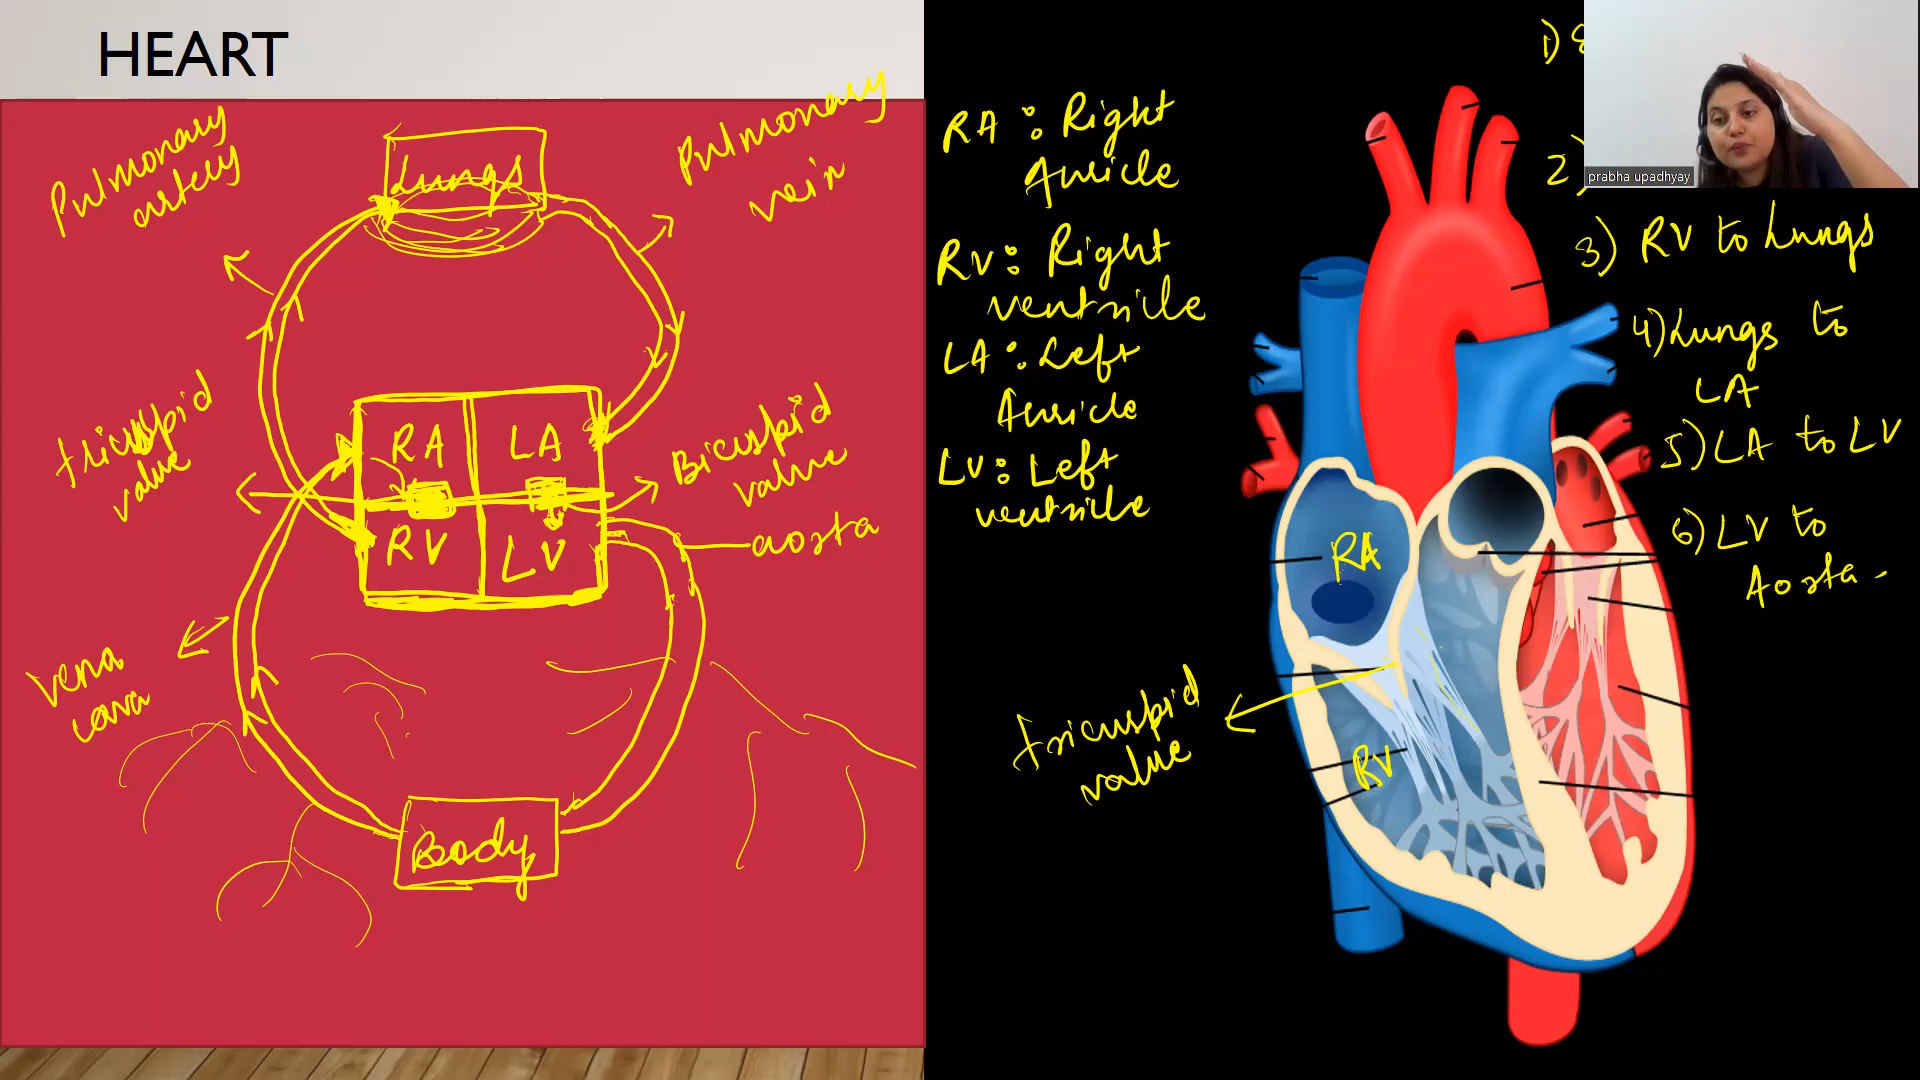 HEART
Pulmonary
artery
Pulmonary
vein
Lungs
tricuspid
valve
RA
LA
RV
LV
Bicuspid
valve
aorta
vena
cava
Body
RA : Right
Auricle
RV : Right
ventricle
LA : Left
Auricle
LV : Left
ventricle
1)
2)
prabha upadhyay
3) RV to Lungs
4) Lungs to
LA
5) LA to LV
6) LV to
Aorta -
RA
tricuspid
valve
RV